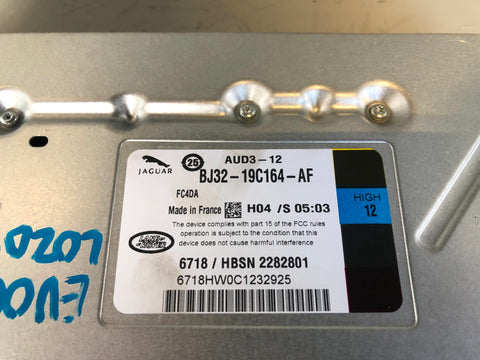 25
AUD3-12
JAGUAR
BJ32-19C164-AF
FC4DA
HIGH
12
Made in France H04 /S 05:03
The device complies with part 15 of the FCC rules
operation is subject to the condition that this
device does not cause harmful interference
LAND-ROVER
6718 / HBSN 2282801
6718HW0C1232925